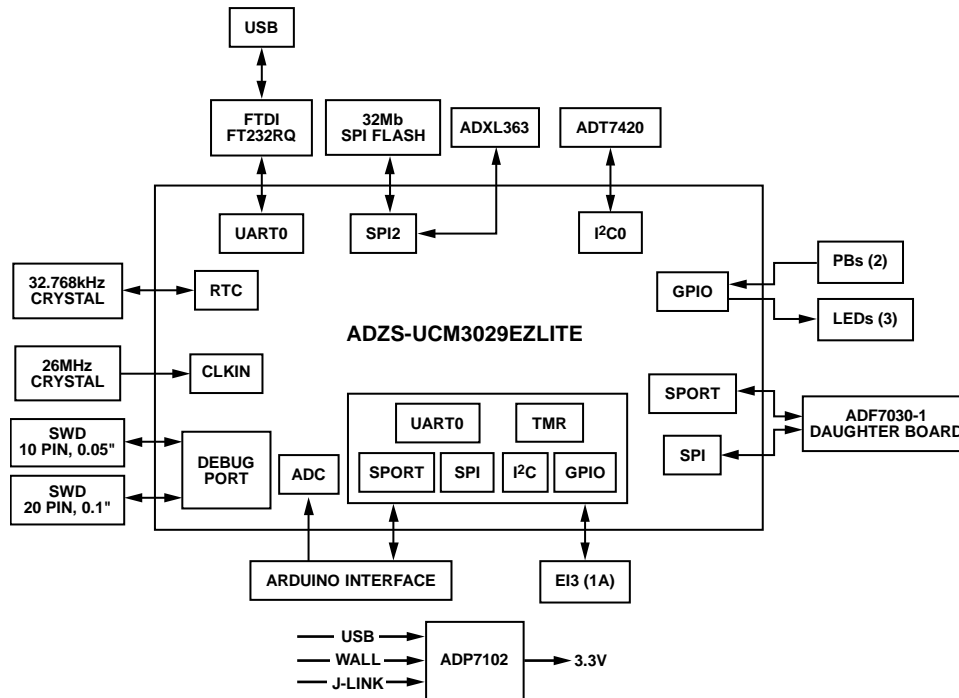 USB
FTDI
FT232RQ
32Mb
SPI FLASH
ADXL363
ADT7420
UART0
SPI2
I²C0
32.768kHz
CRYSTAL
RTC
GPIO
PBs (2)
LEDs (3)
ADZS-UCM3029EZLITE
26MHz
CRYSTAL
CLKIN
SPORT
ADF7030-1
DAUGHTER BOARD
SPI
SWD
10 PIN, 0.05"
SWD
20 PIN, 0.1"
DEBUG
PORT
ADC
UART0
TMR
SPORT
SPI
I²C
GPIO
ARDUINO INTERFACE
EI3 (1A)
USB
WALL
J-LINK
ADP7102
3.3V